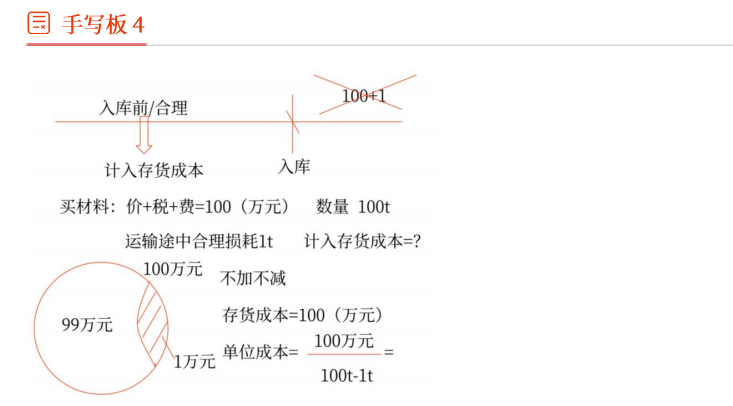 手写板 4
100+1
入库前/合理
计入存货成本
入库
买材料：价+税+费=100（万元） 数量 100t
运输途中合理损耗1t 计入存货成本=？
100万元
不加不减
99万元
1万元
存货成本=100（万元）
单位成本= 100万元 =
100t-1t